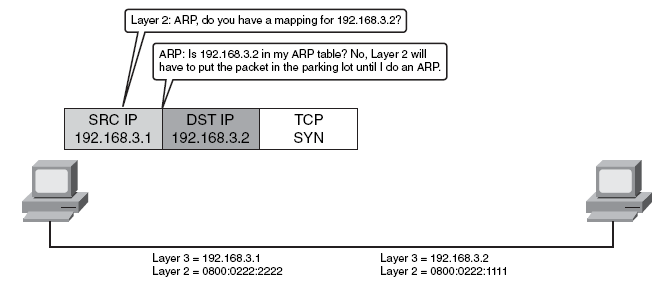 Layer 2: ARP, do you have a mapping for 192.168.3.2?
ARP: Is 192.168.3.2 in my ARP table? No, Layer 2 will
have to put the packet in the parking lot until I do an ARP.
SRC IP
192.168.3.1
DST IP
192.168.3.2
TCP
SYN
Layer 3 = 192.168.3.1
Layer 2 = 0800:0222:2222
Layer 3 = 192.168.3.2
Layer 2 = 0800:0222:1111